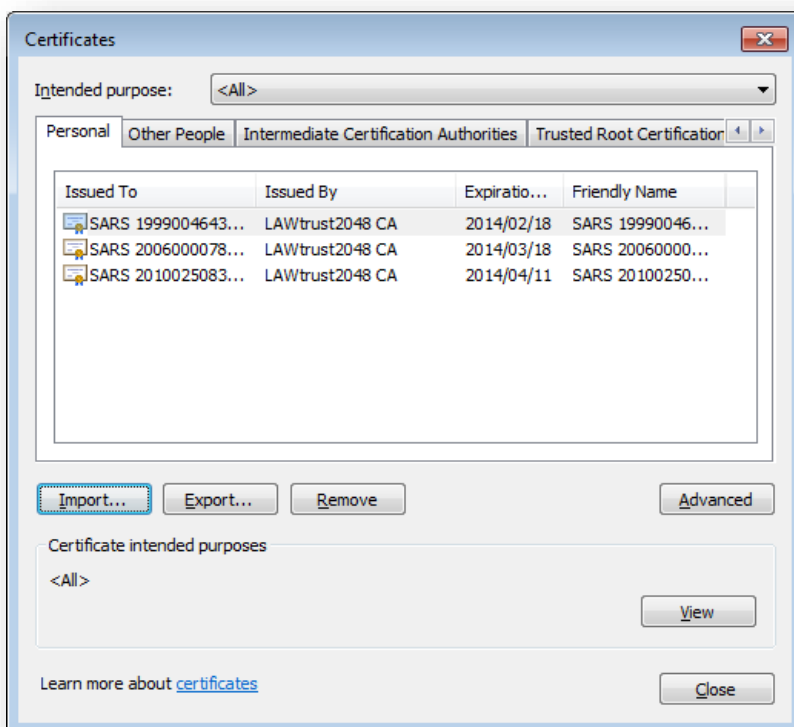 Certificates
Intended purpose: <All>
Personal Other People Intermediate Certification Authorities Trusted Root Certification
Issued To Issued By Expiratio... Friendly Name
SARS 1999004643... LAWtrust2048 CA 2014/02/18 SARS 19990046...
SARS 2006000078... LAWtrust2048 CA 2014/03/18 SARS 20060000...
SARS 2010025083... LAWtrust2048 CA 2014/04/11 SARS 20100250...
Import... Export... Remove Advanced
Certificate intended purposes
<All>
View
Learn more about certificates
Close